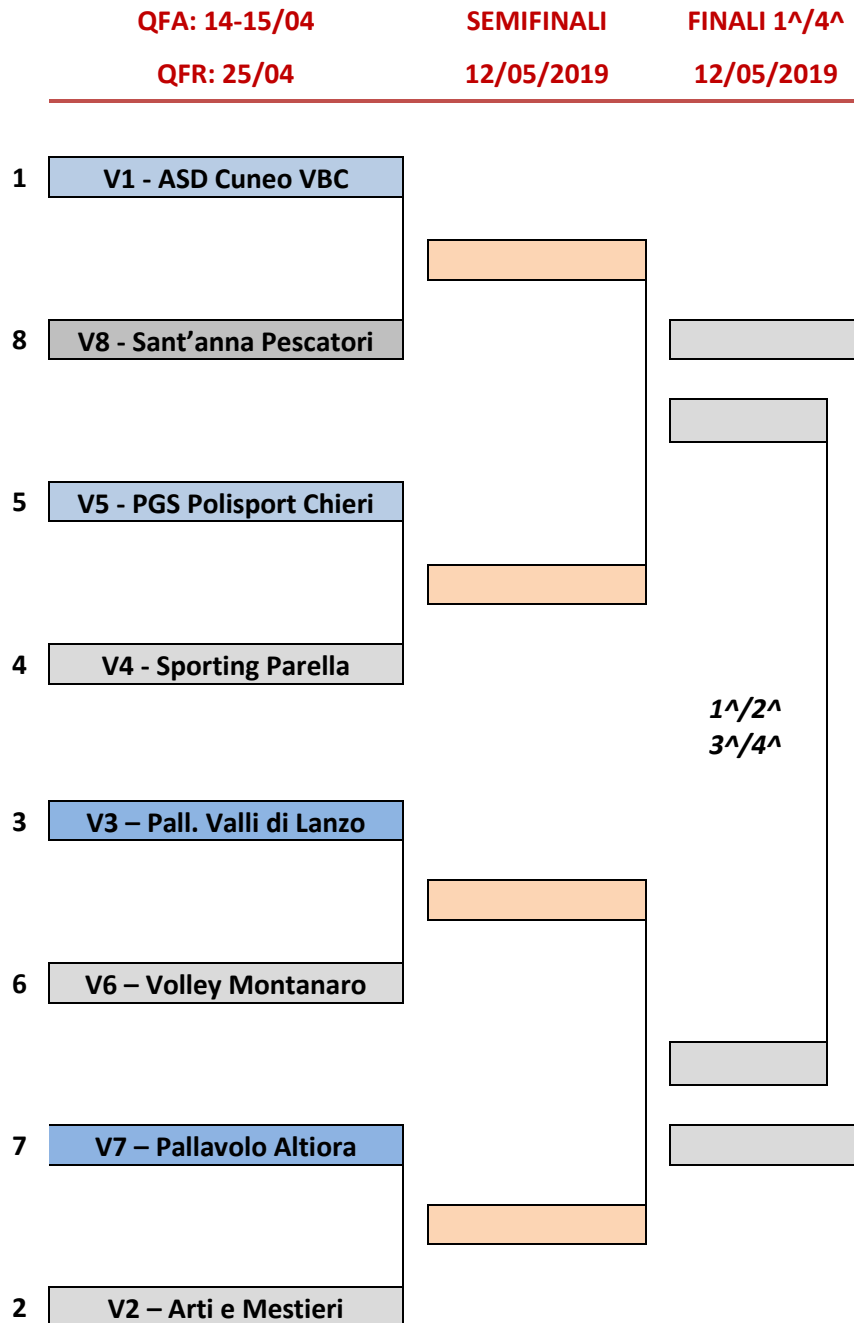 QFA: 14-15/04 SEMIFINALI FINALI 1^/4^
QFR: 25/04 12/05/2019 12/05/2019
1 V1 - ASD Cuneo VBC
8 V8 - Sant’anna Pescatori
5 V5 - PGS Polisport Chieri
4 V4 - Sporting Parella
1^/2^
3^/4^
3 V3 – Pall. Valli di Lanzo
6 V6 – Volley Montanaro
7 V7 – Pallavolo Altiora
2 V2 – Arti e Mestieri